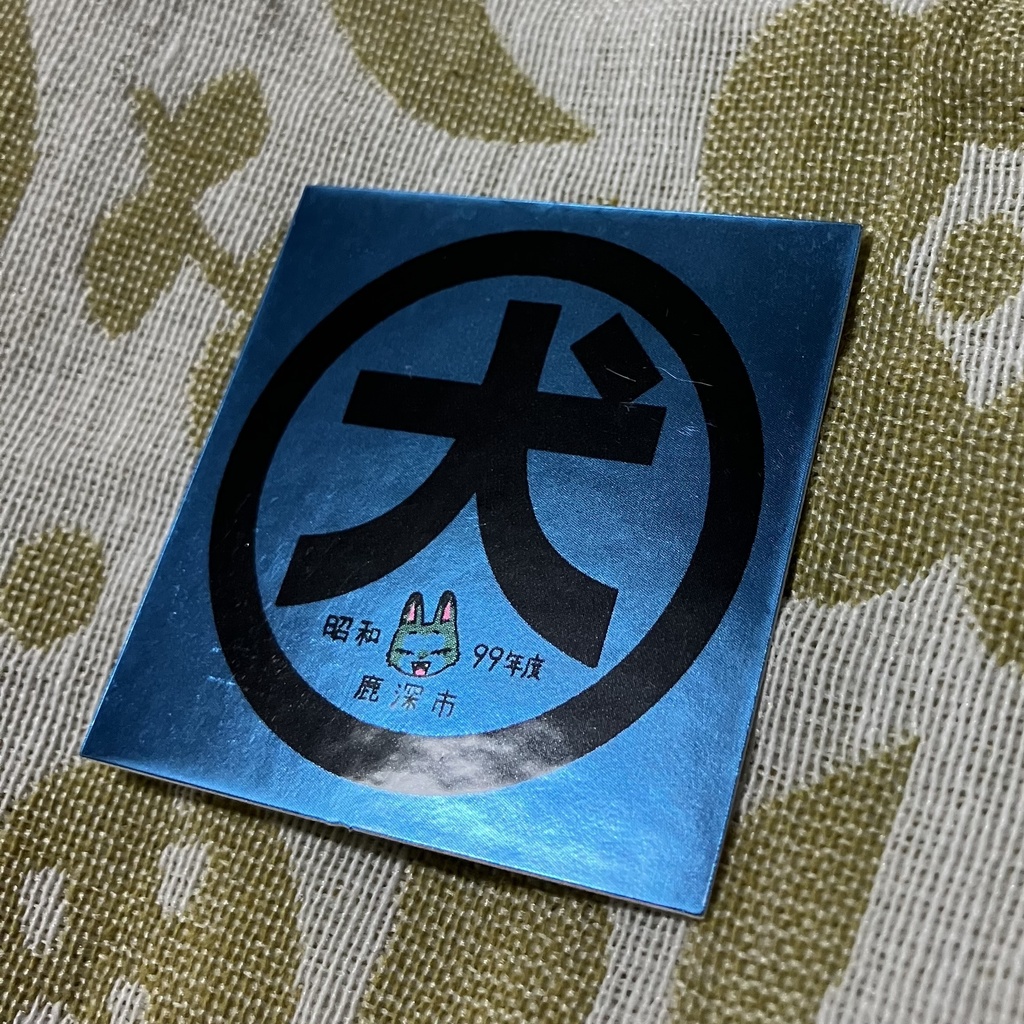 犬
昭和 99年度
鹿深市